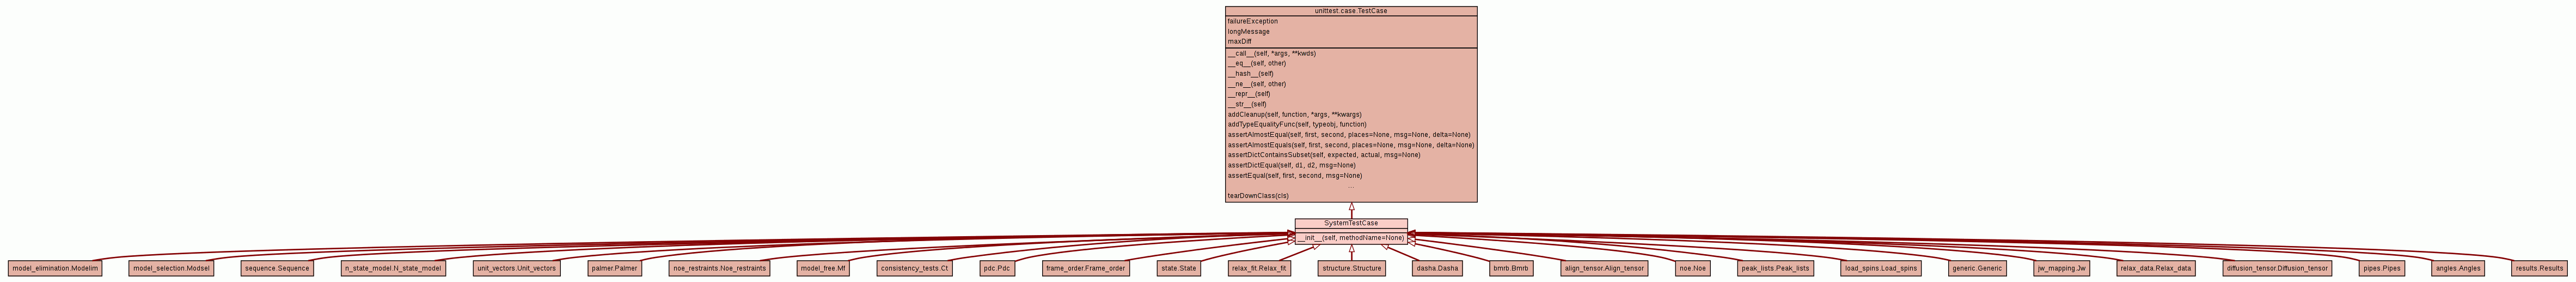 unittest.case.TestCase
failureException
longMessage
maxDiff
__call__(self, *args, **kwds)
__eq__(self, other)
__hash__(self)
__ne__(self, other)
__repr__(self)
__str__(self)
addCleanup(self, function, *args, **kwargs)
addTypeEqualityFunc(self, typeobj, function)
assertAlmostEqual(self, first, second, places=None, msg=None, delta=None)
assertAlmostEquals(self, first, second, places=None, msg=None, delta=None)
assertDictContainsSubset(self, expected, actual, msg=None)
assertDictEqual(self, d1, d2, msg=None)
assertEqual(self, first, second, msg=None)
...
tearDownClass(cls)
SystemTestCase
__init__(self, methodName=None)
model_elimination.Modelim
model_selection.Modsel
sequence.Sequence
n_state_model.N_state_model
unit_vectors.Unit_vectors
palmer.Palmer
noe_restraints.Noe_restraints
model_free.Mf
consistency_tests.Ct
pdc.Pdc
frame_order.Frame_order
state.State
relax_fit.Relax_fit
structure.Structure
dasha.Dasha
bmrb.Bmrb
align_tensor.Align_tensor
noe.Noe
peak_lists.Peak_lists
load_spins.Load_spins
generic.Generic
jw_mapping.Jw
relax_data.Relax_data
diffusion_tensor.Diffusion_tensor
pipes.Pipes
angles.Angles
results.Results